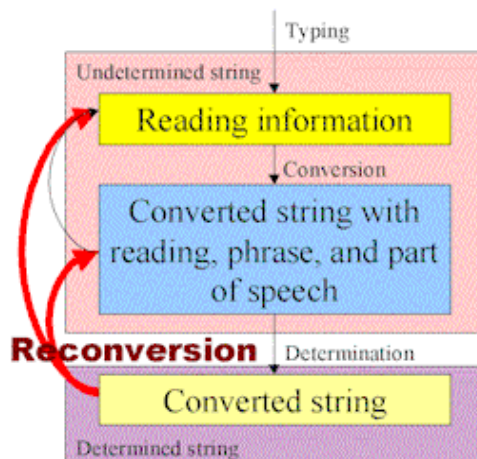 Typing
Undetermined string
Reading information
Conversion
Converted string with
reading, phrase, and part
of speech
Reconversion
Determination
Converted string
Determined string